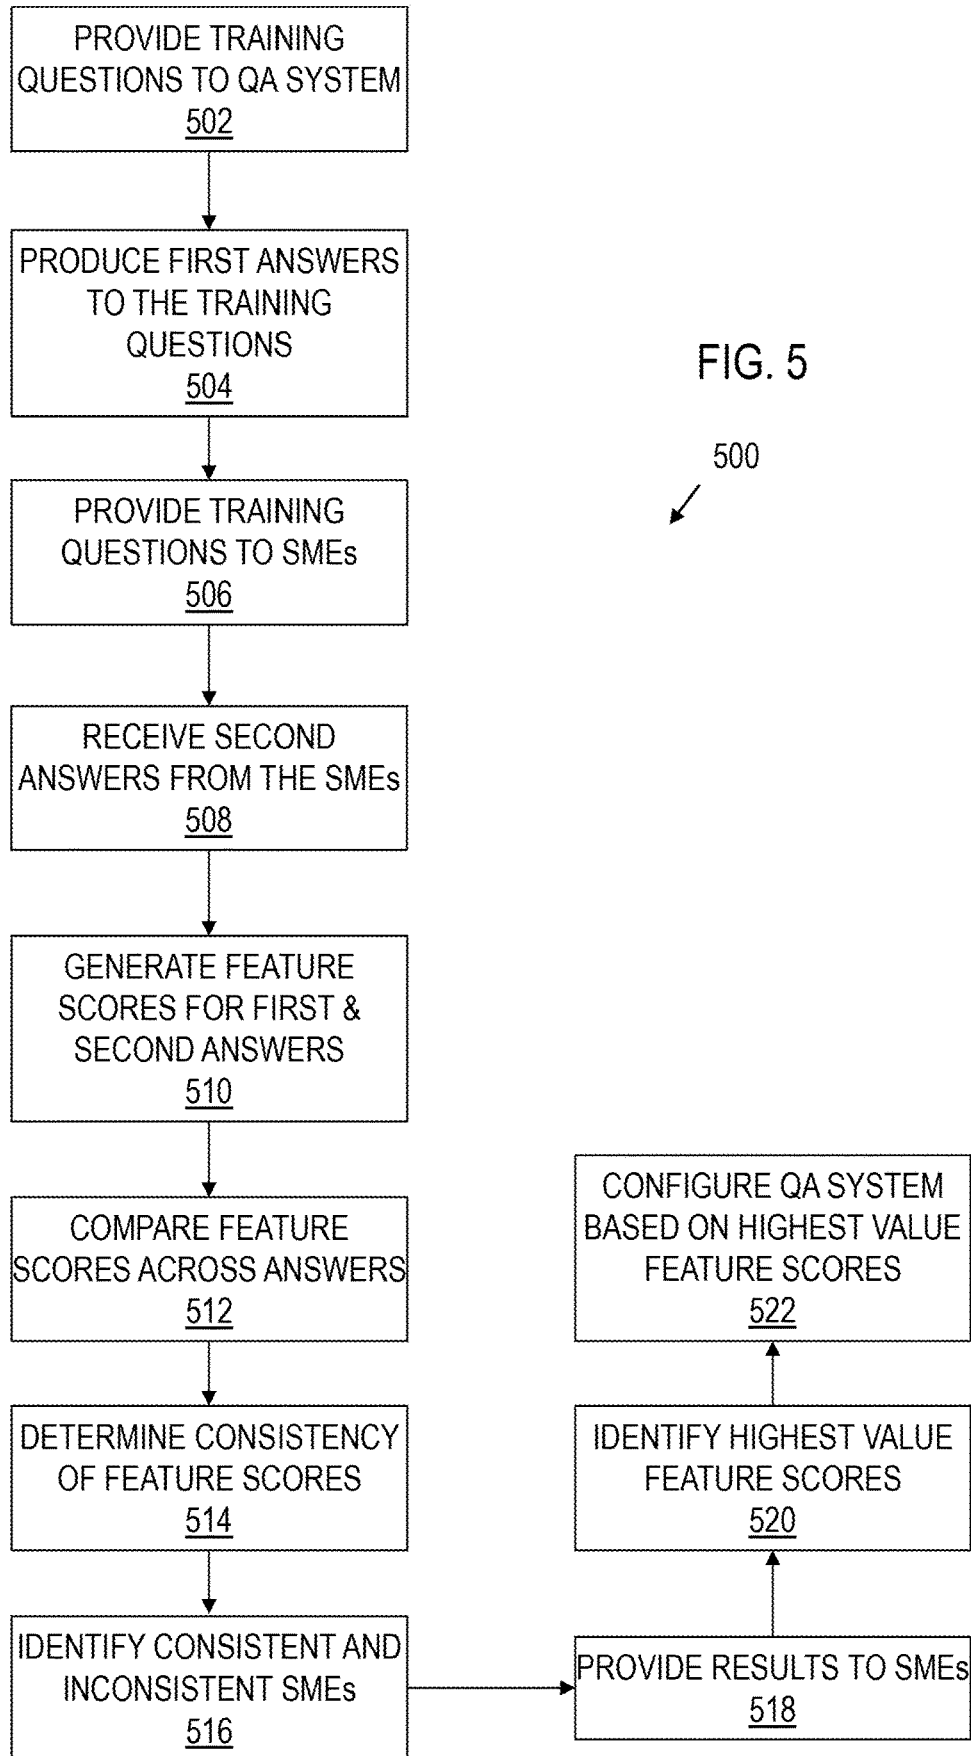 PROVIDE TRAINING
QUESTIONS TO QA SYSTEM
502
PRODUCE FIRST ANSWERS
TO THE TRAINING
QUESTIONS
504
FIG. 5
500
PROVIDE TRAINING
QUESTIONS TO SMEs
506
RECEIVE SECOND
ANSWERS FROM THE SMEs
508
GENERATE FEATURE
SCORES FOR FIRST &
SECOND ANSWERS
510
COMPARE FEATURE
SCORES ACROSS ANSWERS
512
DETERMINE CONSISTENCY
OF FEATURE SCORES
514
IDENTIFY CONSISTENT AND
INCONSISTENT SMEs
516
PROVIDE RESULTS TO SMEs
518
IDENTIFY HIGHEST VALUE
FEATURE SCORES
520
CONFIGURE QA SYSTEM
BASED ON HIGHEST VALUE
FEATURE SCORES
522